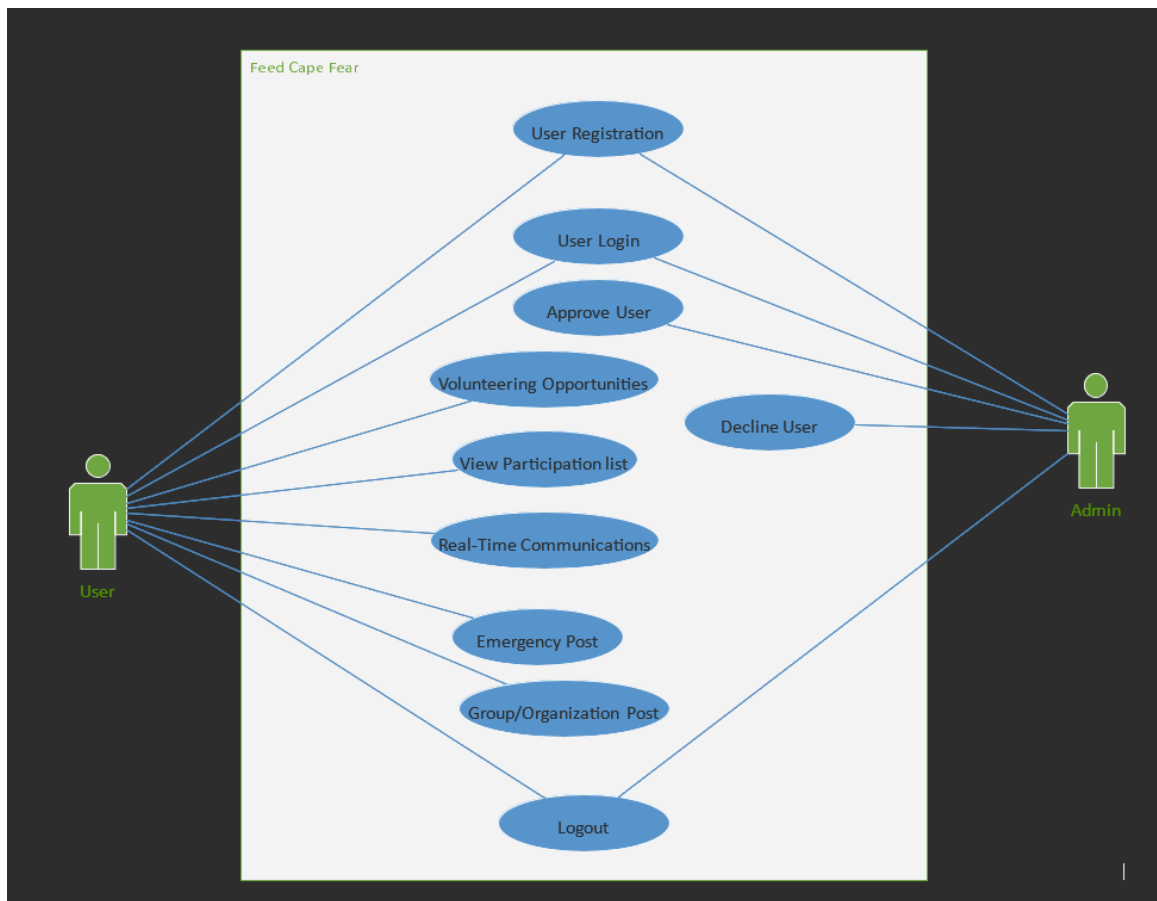 Feed Cape Fear
User Registration
User Login
Approve User
Volunteering Opportunities
Decline User
View Participation list
Real-Time Communications
Admin
User
Emergency Post
Group/Organization Post
Logout